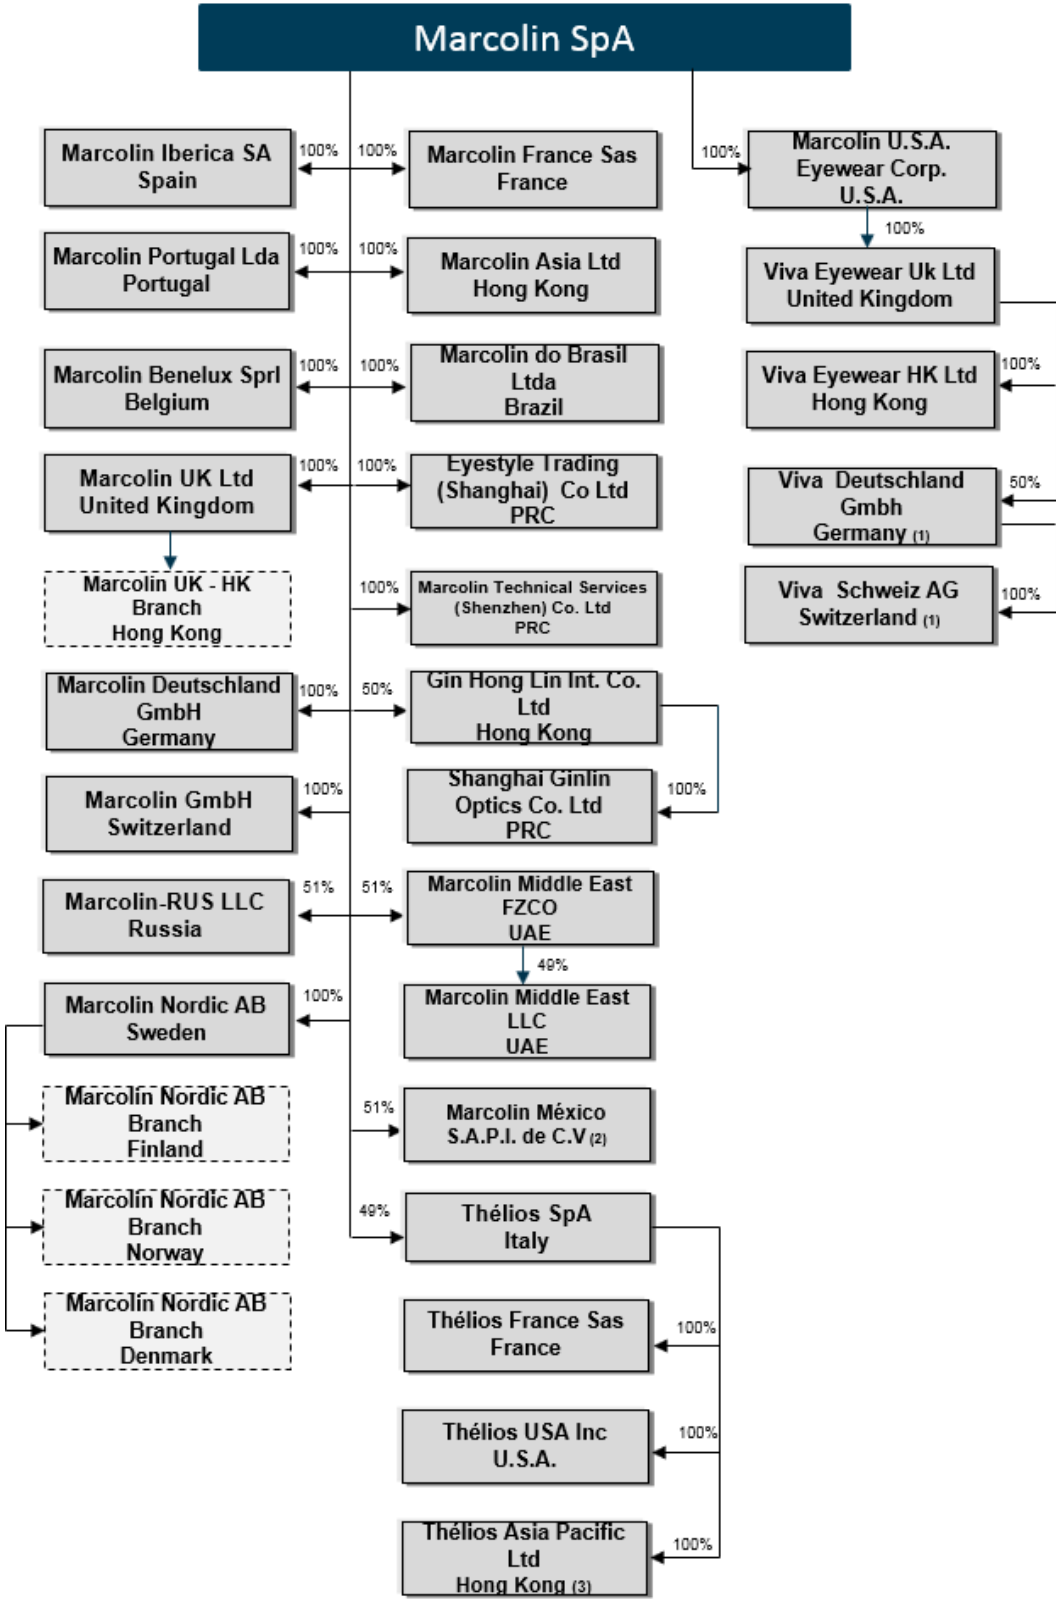 Marcolin SpA
Marcolin Iberica SA
Spain
100%
100%
Marcolin France Sas
France
100%
Marcolin U.S.A.
Eyewear Corp.
U.S.A.
100%
Marcolin Portugal Lda
Portugal
100%
100%
Marcolin Asia Ltd
Hong Kong
Viva Eyewear Uk Ltd
United Kingdom
Marcolin Benelux Sprl
Belgium
100%
100%
Marcolin do Brasil
Ltda
Brazil
Viva Eyewear HK Ltd
Hong Kong
100%
Marcolin UK Ltd
United Kingdom
100%
100%
Eyestyle Trading
(Shanghai) Co Ltd
PRC
Viva Deutschland
Gmbh
Germany (1)
50%
Marcolin UK - HK
Branch
Hong Kong
100%
Marcolin Technical Services
(Shenzhen) Co. Ltd
PRC
Viva Schweiz AG
Switzerland (1)
100%
Marcolin Deutschland
GmbH
Germany
100%
50%
Gin Hong Lin Int. Co.
Ltd
Hong Kong
Marcolin GmbH
Switzerland
100%
Shanghai Ginlin
Optics Co. Ltd
PRC
100%
Marcolin-RUS LLC
Russia
51%
51%
Marcolin Middle East
FZCO
UAE
49%
Marcolin Nordic AB
Sweden
100%
Marcolin Middle East
LLC
UAE
Marcolin Nordic AB
Branch
Finland
51%
Marcolin México
S.A.P.I. de C.V (2)
Marcolin Nordic AB
Branch
Norway
49%
Thélios SpA
Italy
Marcolin Nordic AB
Branch
Denmark
Thélios France Sas
France
100%
Thélios USA Inc
U.S.A.
100%
Thélios Asia Pacific
Ltd
Hong Kong (3)
100%